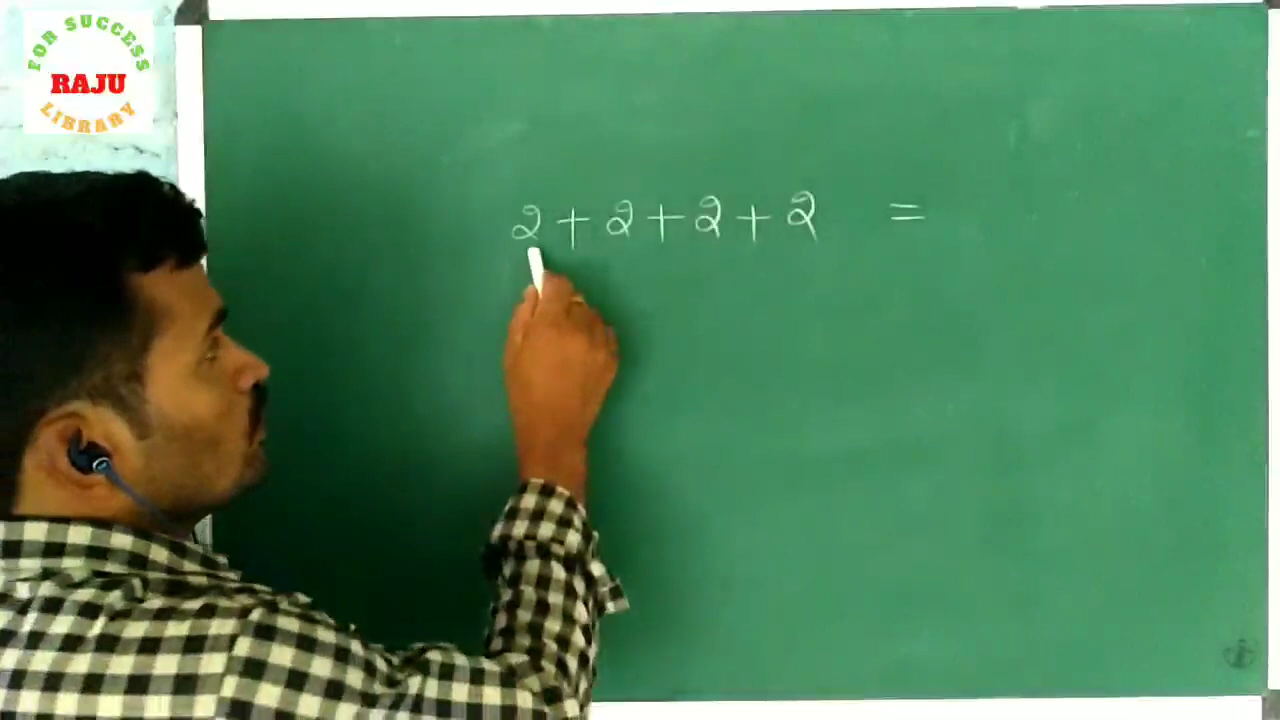 FOR SUCCESS
RAJU
LIBRARY
2 + 2 + 2 + 2 =